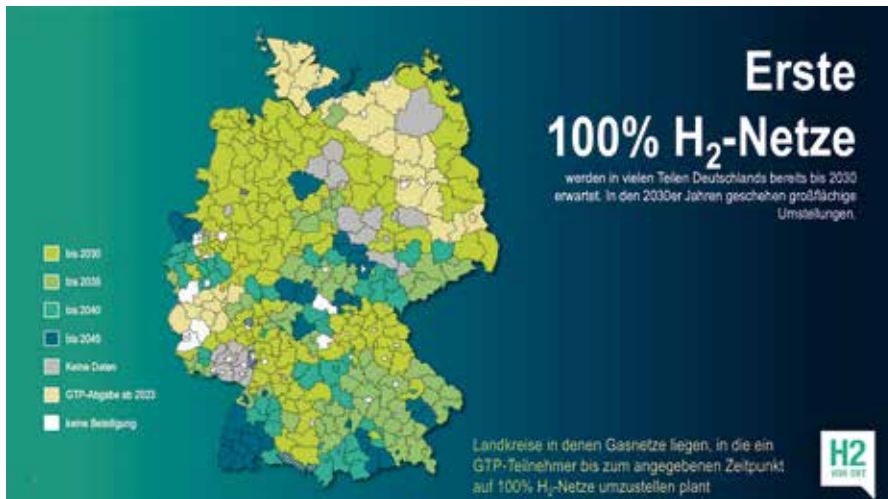 Erste
100% H₂-Netze
werden in vielen Teilen Deutschlands bereits bis 2030
erwartet. In den 2030er Jahren geschehen großflächige
Umstellungen.
bis 2030
bis 2035
bis 2040
bis 2045
Keine Daten
GTP-Abgabe ab 2023
keine Beteiligung
Landkreise in denen Gasnetze liegen, in die ein
GTP-Teilnehmer bis zum angegebenen Zeitpunkt
auf 100% H₂-Netze umzustellen plant
H2
VOR ORT